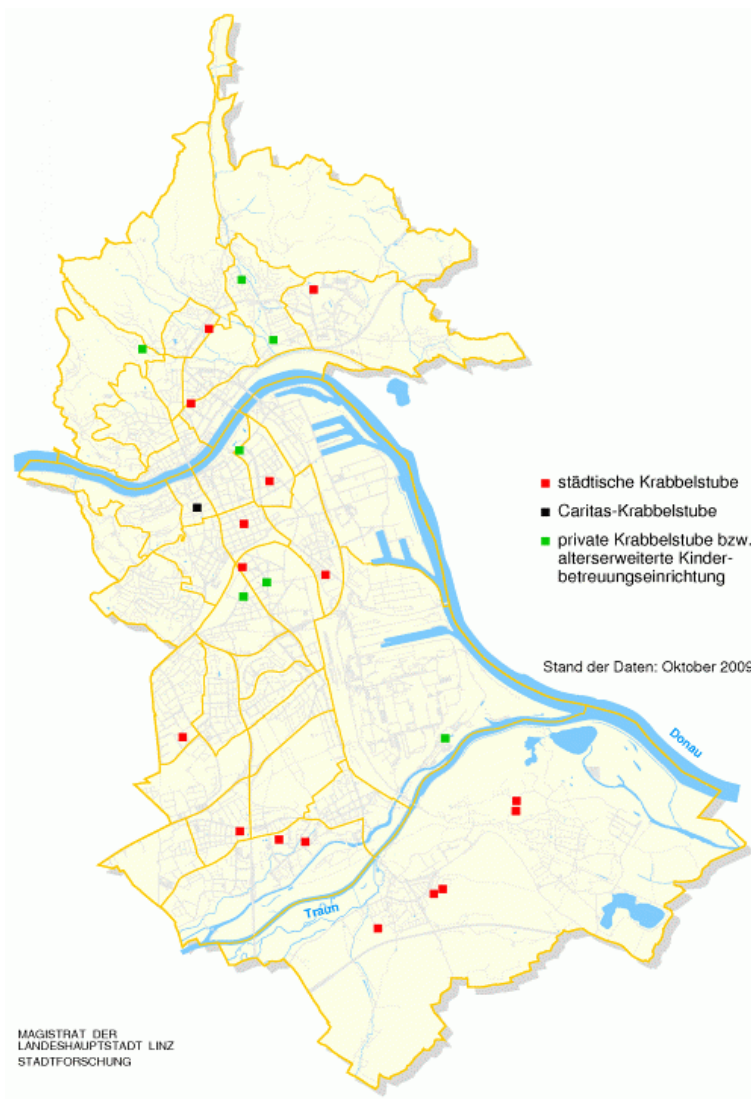 städtische Krabbelstube
Caritas-Krabbelstube
private Krabbelstube bzw.
alterserweiterte Kinder-
betreuungseinrichtung
Stand der Daten: Oktober 2009
Donau
Traun
MAGISTRAT DER
LANDESHAUPTSTADT LINZ
STADTFORSCHUNG